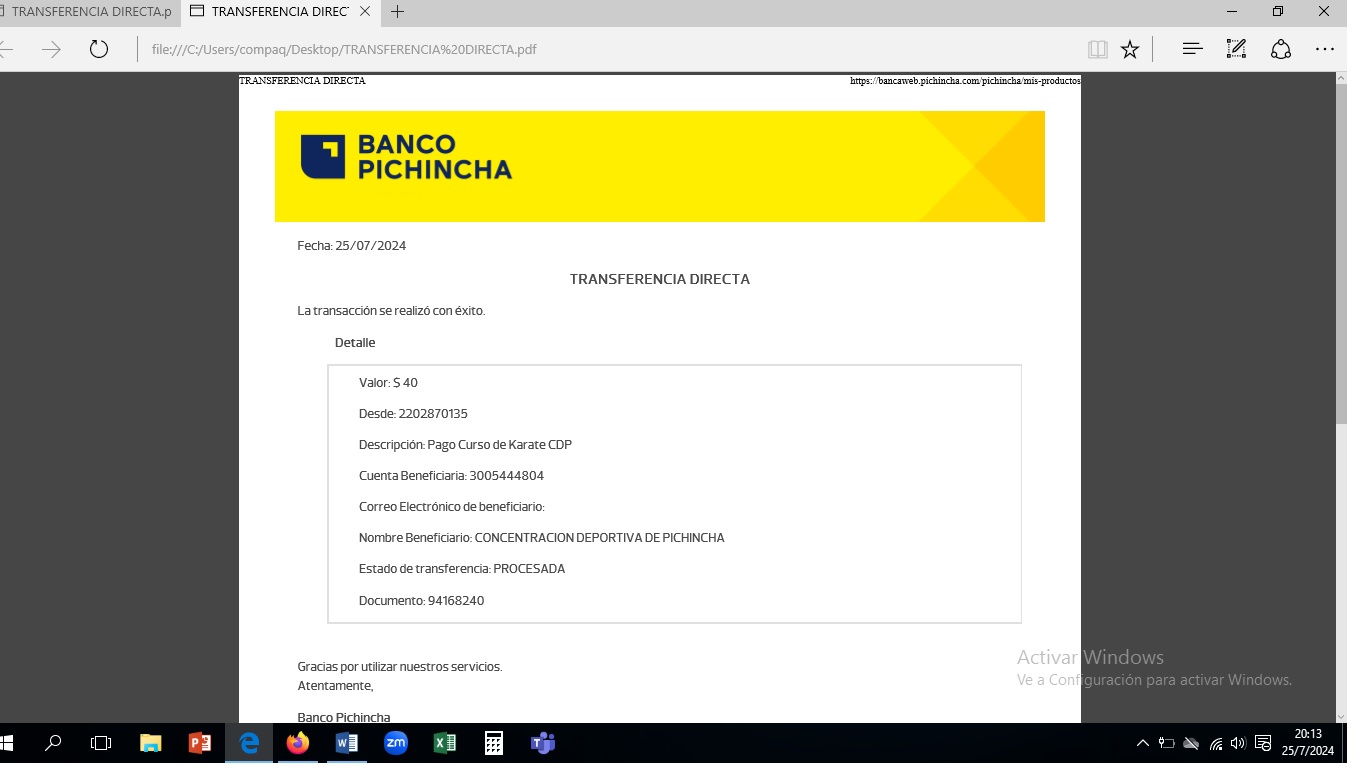 TRANSFERENCIA DIRECTA.p
TRANSFERENCIA DIREC
file:///C:/Users/compaq/Desktop/TRANSFERENCIA%20DIRECTA.pdf
TRANSFERENCIA DIRECTA
https://bancaweb.pichincha.com/pichincha/mis-productos
BANCO
PICHINCHA
Fecha: 25/07/2024
TRANSFERENCIA DIRECTA
La transacción se realizó con éxito.
Detalle
Valor: $ 40
Desde: 2202870135
Descripción: Pago Curso de Karate CDP
Cuenta Beneficiaria: 3005444804
Correo Electrónico de beneficiario:
Nombre Beneficiario: CONCENTRACION DEPORTIVA DE PICHINCHA
Estado de transferencia: PROCESADA
Documento: 94168240
Gracias por utilizar nuestros servicios.
Atentamente,
Banco Pichincha
Activar Windows
Ve a Configuración para activar Windows.
zm
20:13
25/7/2024